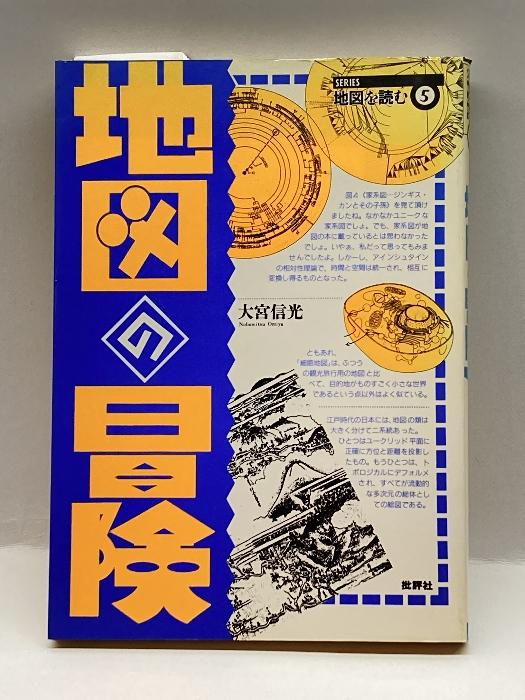 地図の冒険
SERIES
地図を読む 5
図4〈家系図―ジンギス・
カンとその子孫〉を見て頂け
ましたね。なかなかユニークな
家系図でしょ。でも、家系図が地
図の本に載っているとは思わなかった
でしょ。いやぁ、私だって思ってもみま
せんでしたよ。しかーし、アインシュタイン
の相対性理論で、時間と空間は統一され、相互に
変換し得るものとなった。
大宮信光
Nobumitsu Omiya
ともあれ、
「細胞地図」は、ふつう
の観光旅行用の地図と比
べて、目的地がものすごく小さな世界
であるという点以外はよく似ている。
江戸時代の日本には、地図の類は
大きく分けて二系統あった。
ひとつはユークリッド平面に
正確に方位と距離を投影し
たもの。もうひとつは、ト
ポロジカルにデフォルメ
され、すべてが流動的
な多次元の総体とし
ての絵図である。
批評社